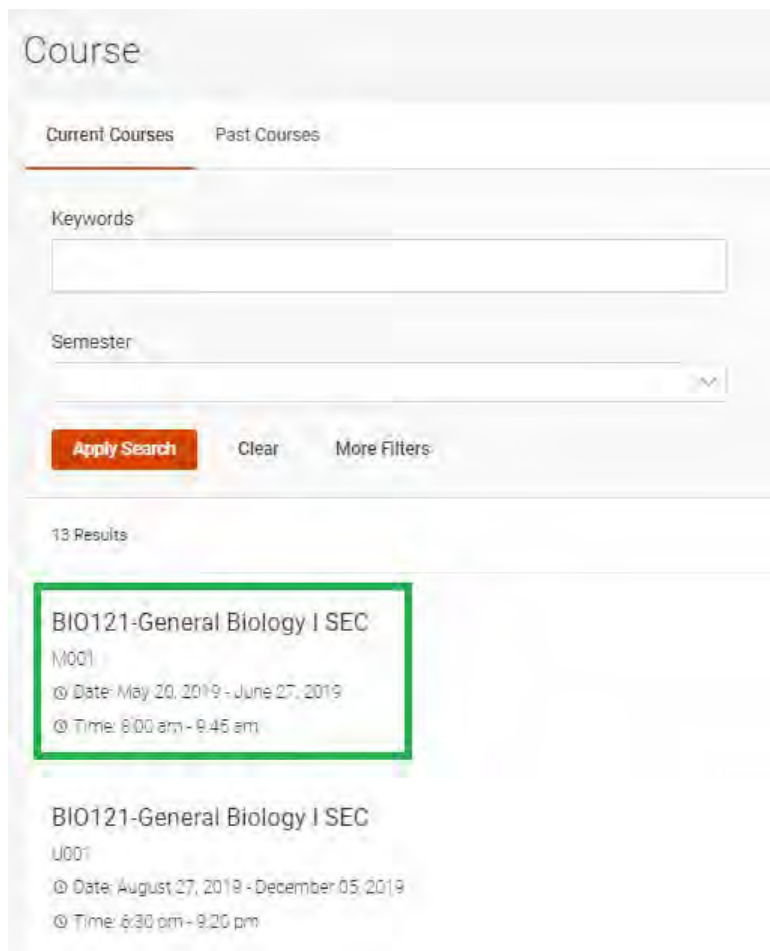 Course
Current Courses Past Courses
Keywords
Semester
Apply Search Clear More Filters
13 Results
BIO121-General Biology I SEC
M001
Date: May 20, 2019 - June 27, 2019
Time: 8:00 am - 9:45 am
BIO121-General Biology I SEC
U001
Date: August 27, 2019 - December 05, 2019
Time: 6:30 pm - 9:20 pm